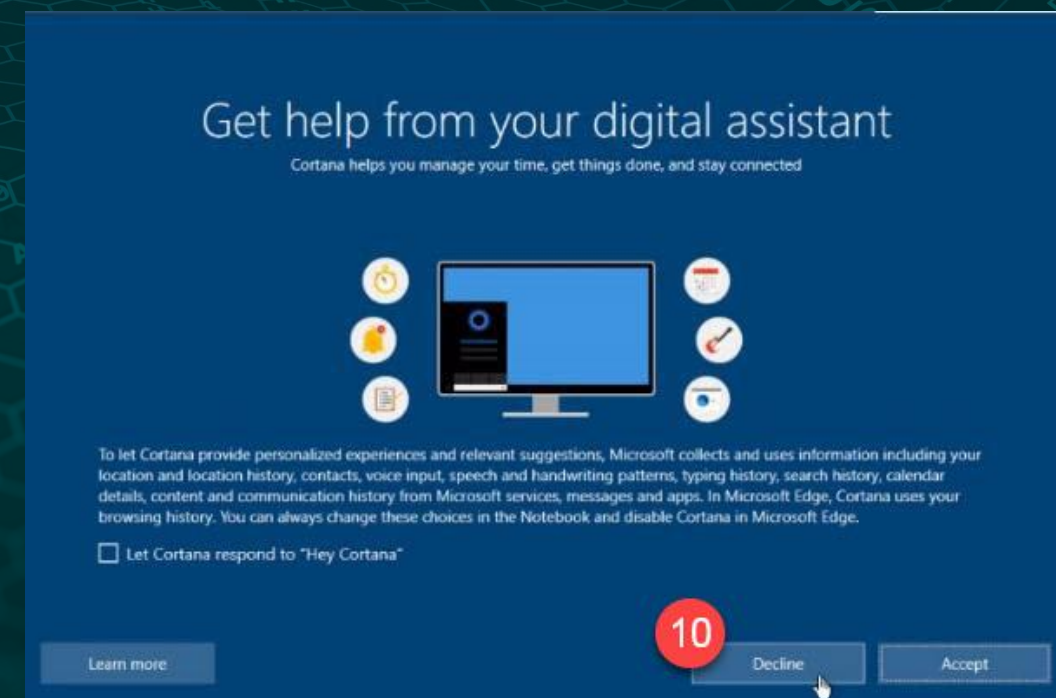 Get help from your digital assistant
Cortana helps you manage your time, get things done, and stay connected
To let Cortana provide personalized experiences and relevant suggestions, Microsoft collects and uses information including your
location and location history, contacts, voice input, speech and handwriting patterns, typing history, search history, calendar
details, content and communication history from Microsoft services, messages and apps. In Microsoft Edge, Cortana uses your
browsing history. You can always change these choices in the Notebook and disable Cortana in Microsoft Edge.
Let Cortana respond to "Hey Cortana"
10
Learn more
Decline
Accept